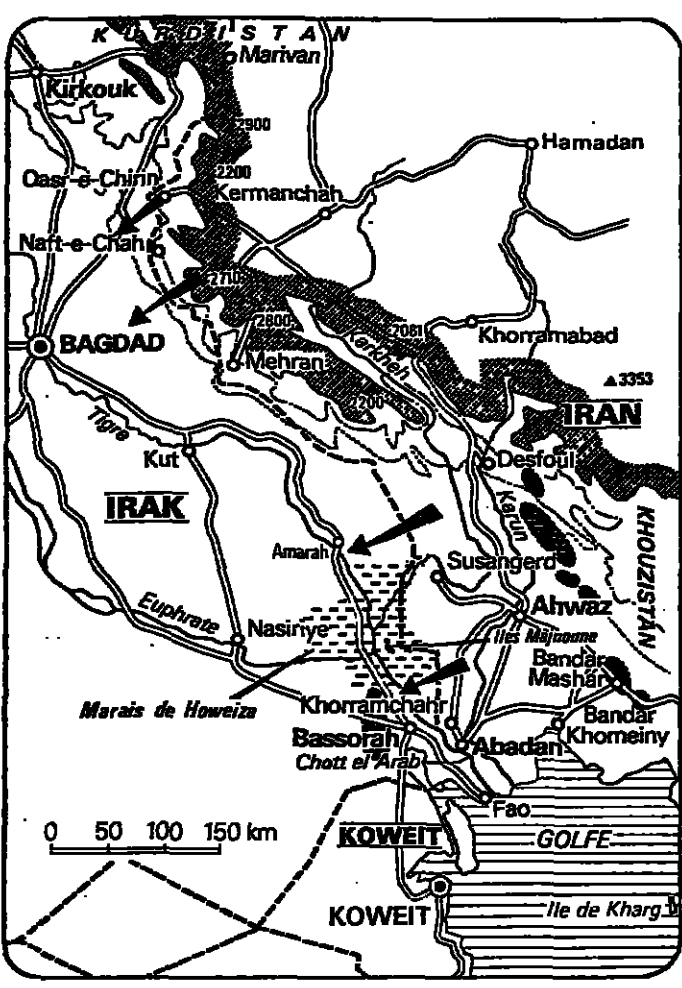 KURDISTAN
Marivan
Kirkouk
2900
Hamadan
2200
Qasr-e-Chirin
Kermanchah
Naft-e-Chah
2710
2800
2081
BAGDAD
Karkheh
Khorramabad
Mehran
3353
Tigre
2200
IRAN
Kut
Desfoul
IRAK
Karun
KHOUZISTAN
Amarah
Susangerd
Euphrate
Ahwaz
Nasiriye
Iles Majnoune
Bandar
Mashar
Marais de Howeiza
Khorramchahr
Bandar
Khomeiny
Bassorah
Abadan
Chott el Arab
Fao
0 50 100 150 km
KOWEIT
GOLFE
KOWEIT
Ile de Kharg